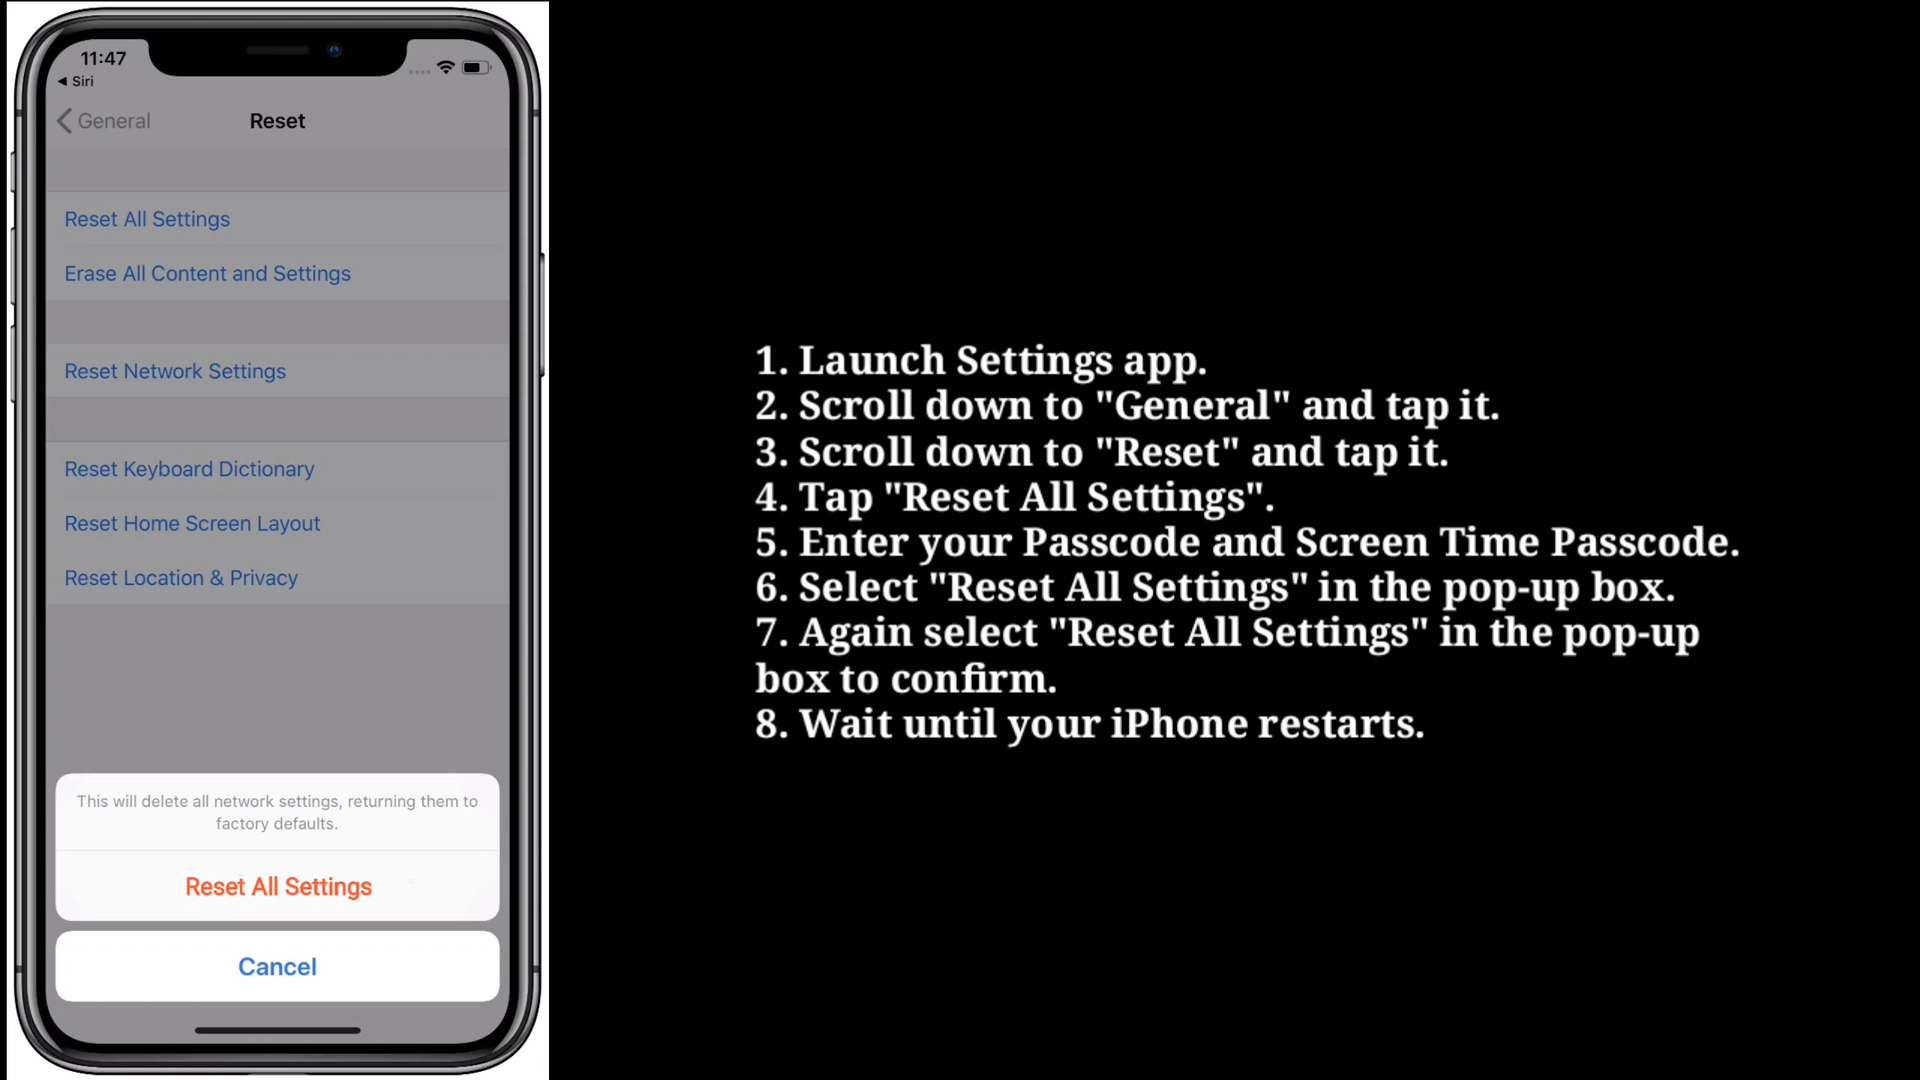 11:47
Siri
General
Reset
Reset All Settings
Erase All Content and Settings
Reset Network Settings
Reset Keyboard Dictionary
Reset Home Screen Layout
Reset Location & Privacy
This will delete all network settings, returning them to
factory defaults.
Reset All Settings
Cancel
1. Launch Settings app.
2. Scroll down to "General" and tap it.
3. Scroll down to "Reset" and tap it.
4. Tap "Reset All Settings".
5. Enter your Passcode and Screen Time Passcode.
6. Select "Reset All Settings" in the pop-up box.
7. Again select "Reset All Settings" in the pop-up
box to confirm.
8. Wait until your iPhone restarts.